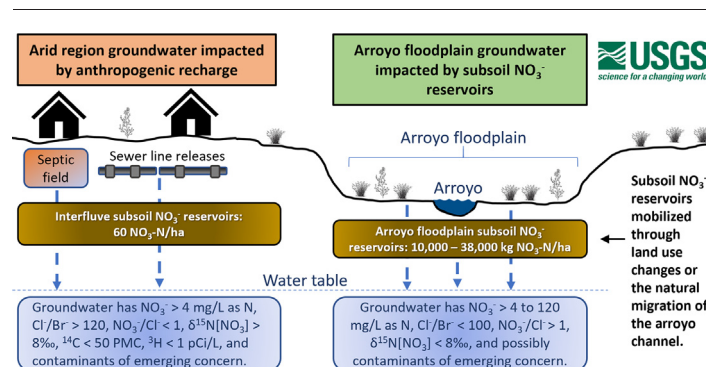 Arid region groundwater impacted
by anthropogenic recharge
Arroyo floodplain groundwater
impacted by subsoil NO₃⁻
reservoirs
USGS
science for a changing world
Septic
field
Sewer line releases
Arroyo floodplain
Arroyo
Interfluve subsoil NO₃⁻ reservoirs:
60 NO₃-N/ha
Arroyo floodplain subsoil NO₃⁻
reservoirs: 10,000 – 38,000 kg NO₃-N/ha
Subsoil NO₃⁻
reservoirs
mobilized
through
land use
changes or
the natural
migration of
the arroyo
channel.
Water table
Groundwater has NO₃⁻ > 4 mg/L as N,
Cl⁻/Br⁻ > 120, NO₃⁻/Cl⁻ < 1, δ¹⁵N[NO₃] >
8‰, ¹⁴C < 50 PMC, ³H < 1 pCi/L, and
contaminants of emerging concern.
Groundwater has NO₃⁻ > 4 to 120
mg/L as N, Cl⁻/Br⁻ < 100, NO₃⁻/Cl⁻ > 1,
δ¹⁵N[NO₃] < 8‰, and possibly
contaminants of emerging concern.